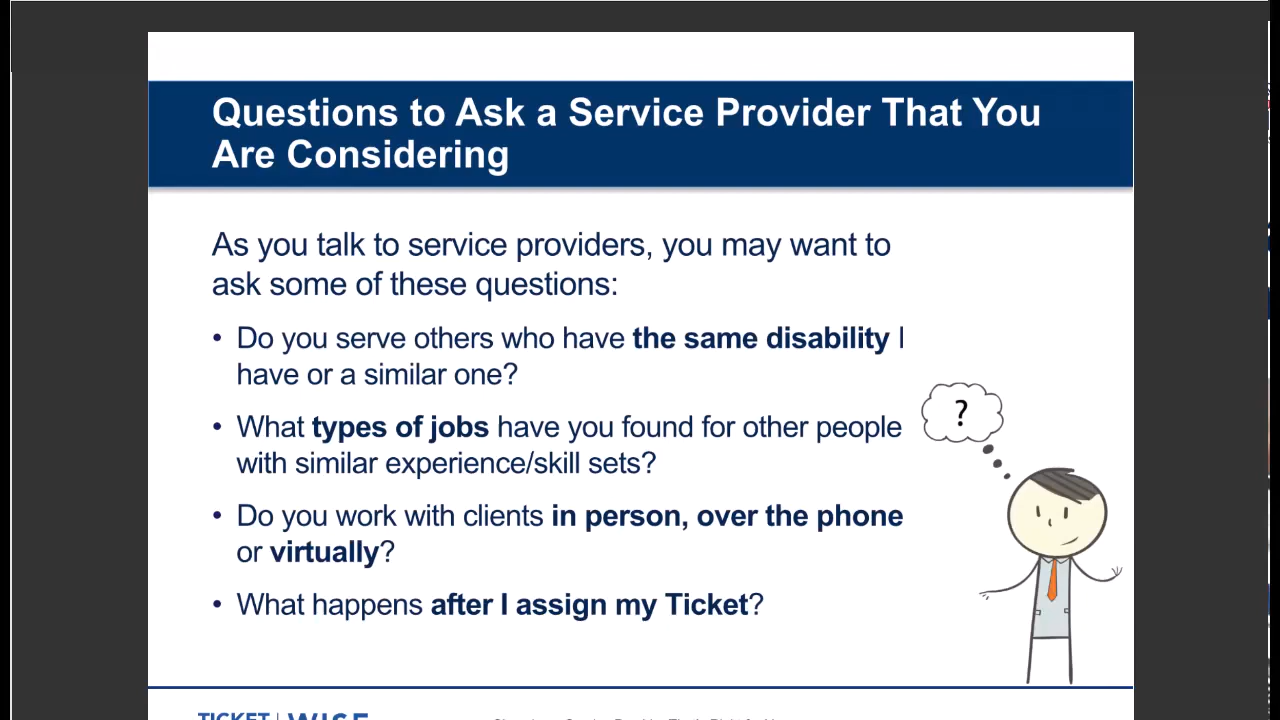 Questions to Ask a Service Provider That You
Are Considering
As you talk to service providers, you may want to
ask some of these questions:
• Do you serve others who have the same disability I
have or a similar one?
• What types of jobs have you found for other people
with similar experience/skill sets?
• Do you work with clients in person, over the phone
or virtually?
• What happens after I assign my Ticket?
?
TICKET | WISE